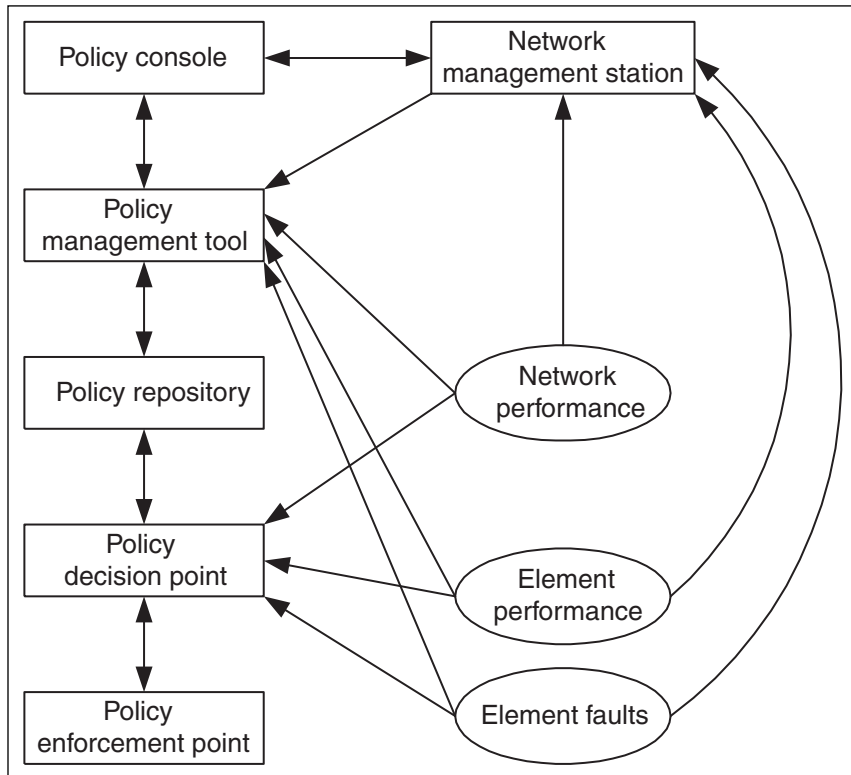 Policy console
Network
management station
Policy
management tool
Policy repository
Network
performance
Policy
decision point
Element
performance
Policy
enforcement point
Element faults